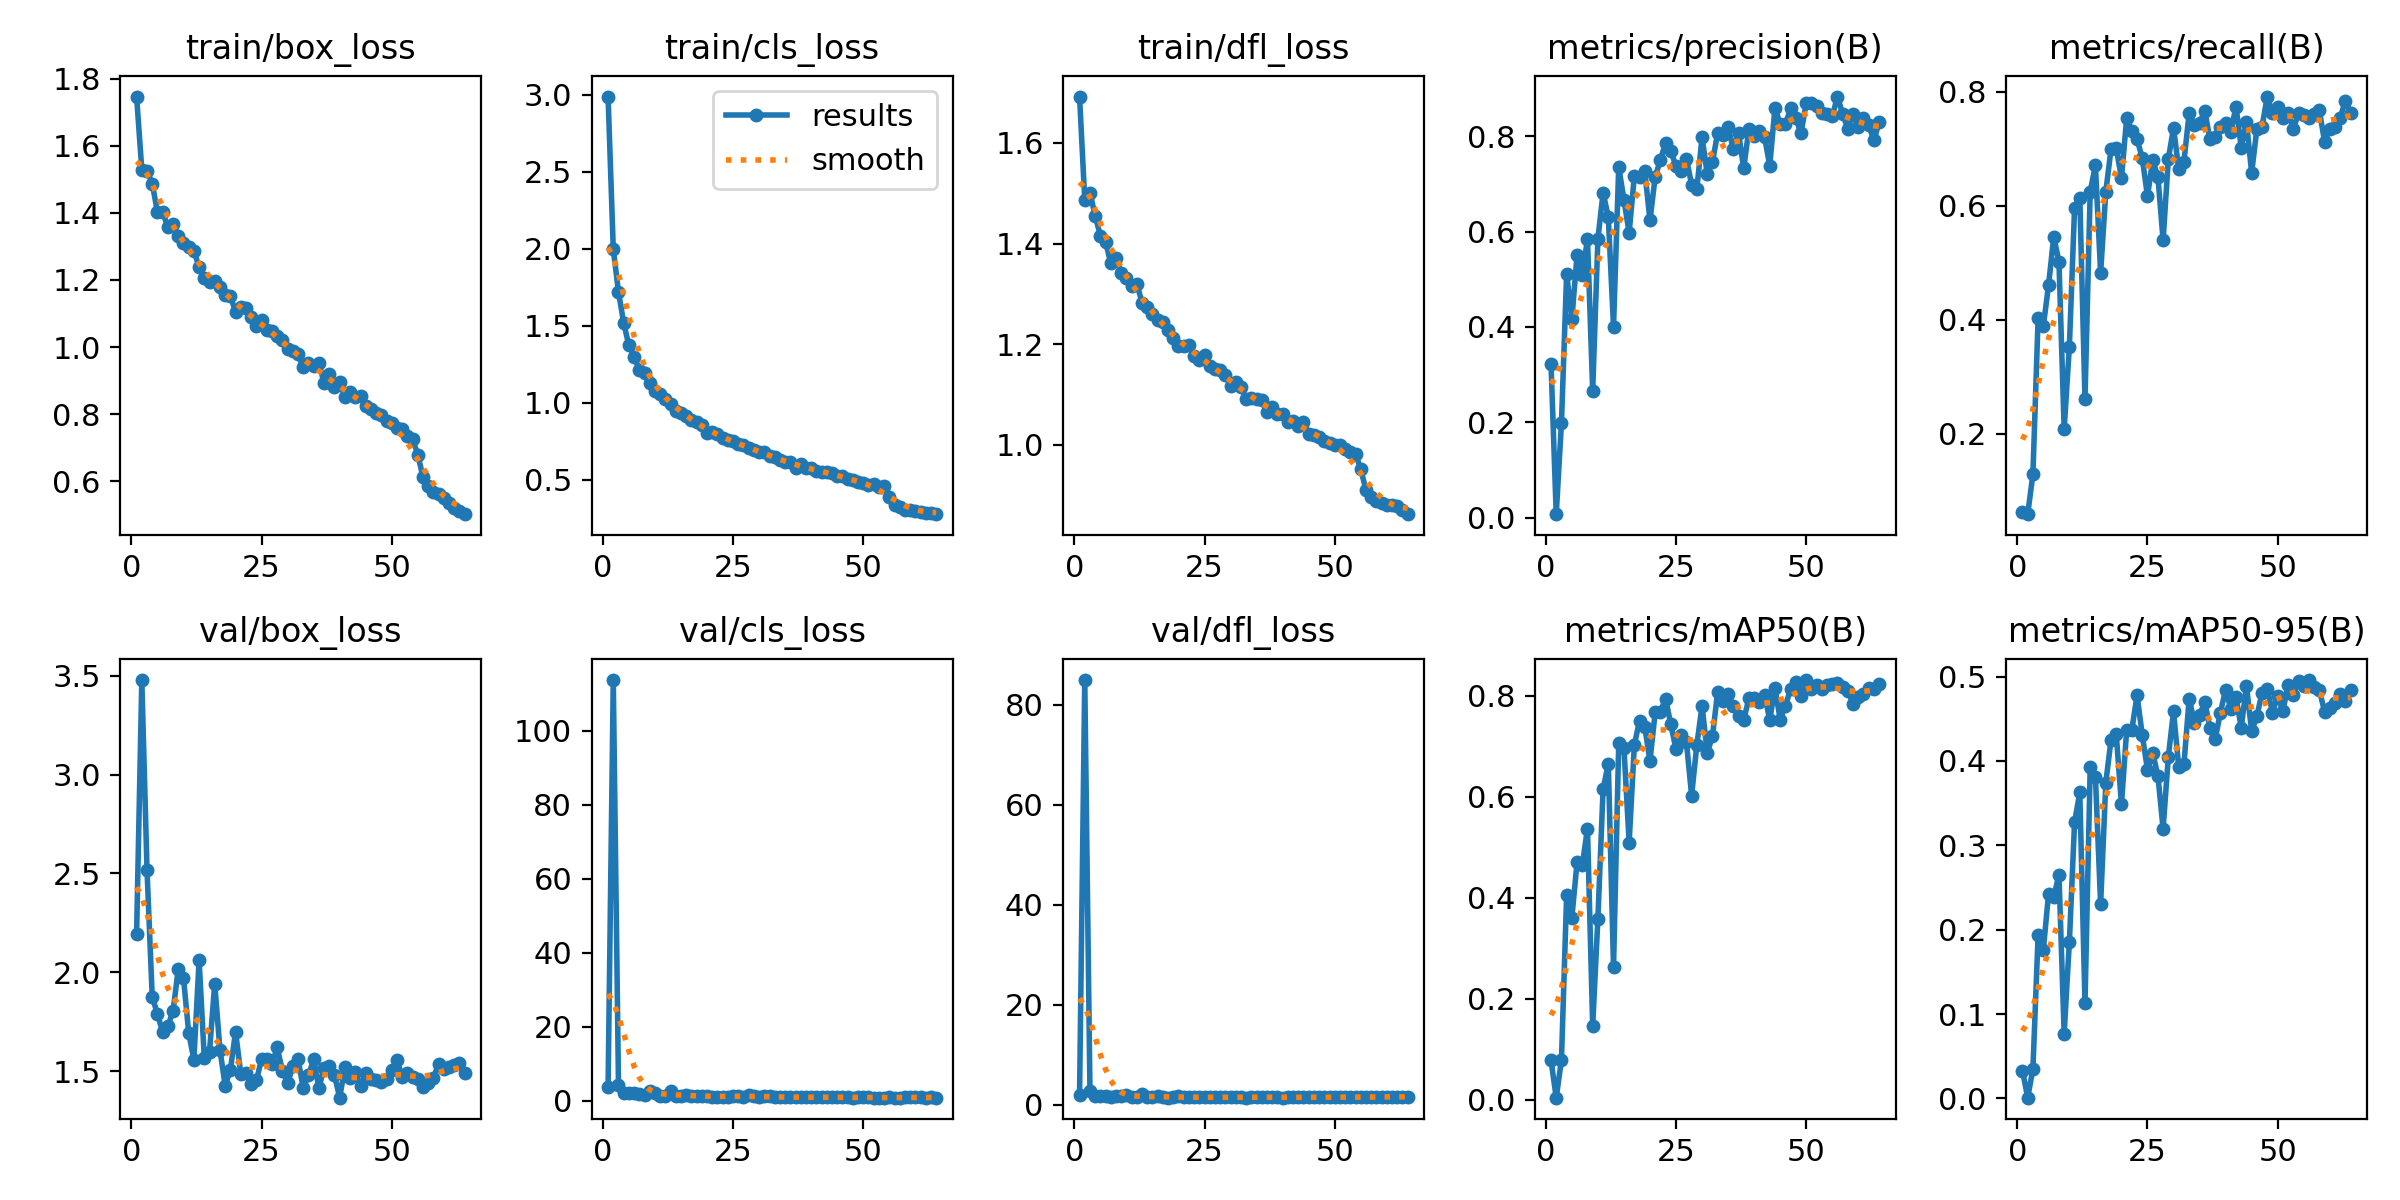 train/box_loss
1.8
1.6
1.4
1.2
1.0
0.8
0.6
0 25 50
train/cls_loss
results
smooth
3.0
2.5
2.0
1.5
1.0
0.5
0 25 50
train/dfl_loss
1.6
1.4
1.2
1.0
0 25 50
metrics/precision(B)
0.8
0.6
0.4
0.2
0.0
0 25 50
metrics/recall(B)
0.8
0.6
0.4
0.2
0 25 50
val/box_loss
3.5
3.0
2.5
2.0
1.5
0 25 50
val/cls_loss
100
80
60
40
20
0
0 25 50
val/dfl_loss
80
60
40
20
0
0 25 50
metrics/mAP50(B)
0.8
0.6
0.4
0.2
0.0
0 25 50
metrics/mAP50-95(B)
0.5
0.4
0.3
0.2
0.1
0.0
0 25 50